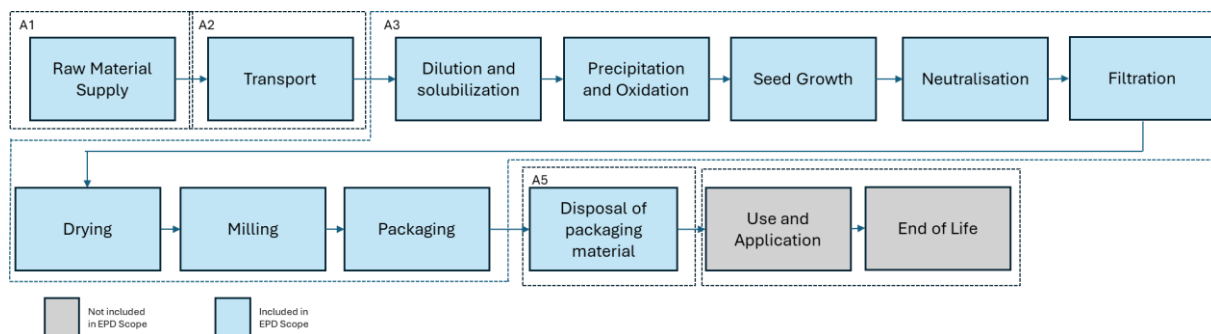 A1
A2
A3
Raw Material
Supply
Transport
Dilution and
solubilization
Precipitation
and Oxidation
Seed Growth
Neutralisation
Filtration
Drying
Milling
Packaging
A5
Disposal of
packaging
material
Use and
Application
End of Life
Not included
in EPD Scope
Included in
EPD Scope